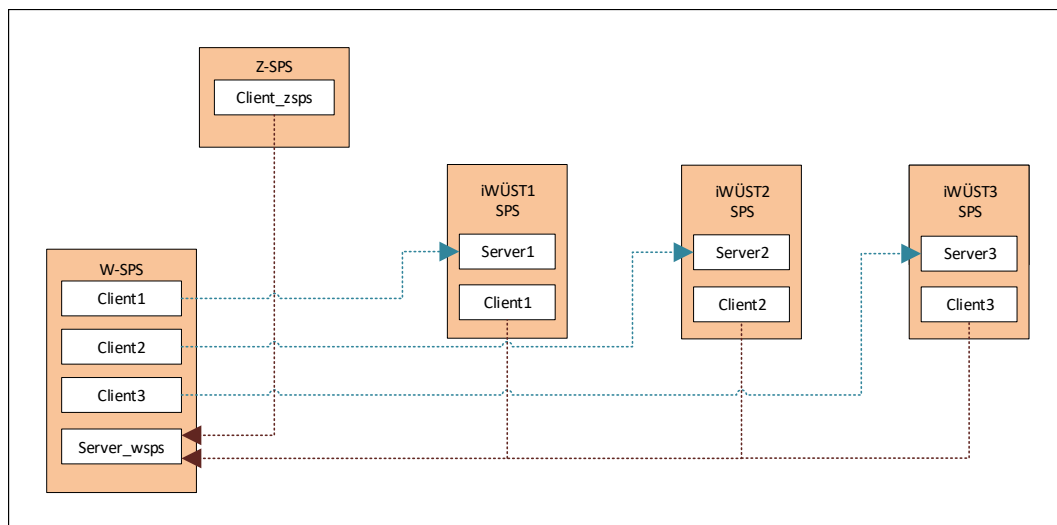 Z-SPS
Client_zsps
iWÜST1
SPS
Server1
Client1
iWÜST2
SPS
Server2
Client2
iWÜST3
SPS
Server3
Client3
W-SPS
Client1
Client2
Client3
Server_wsps